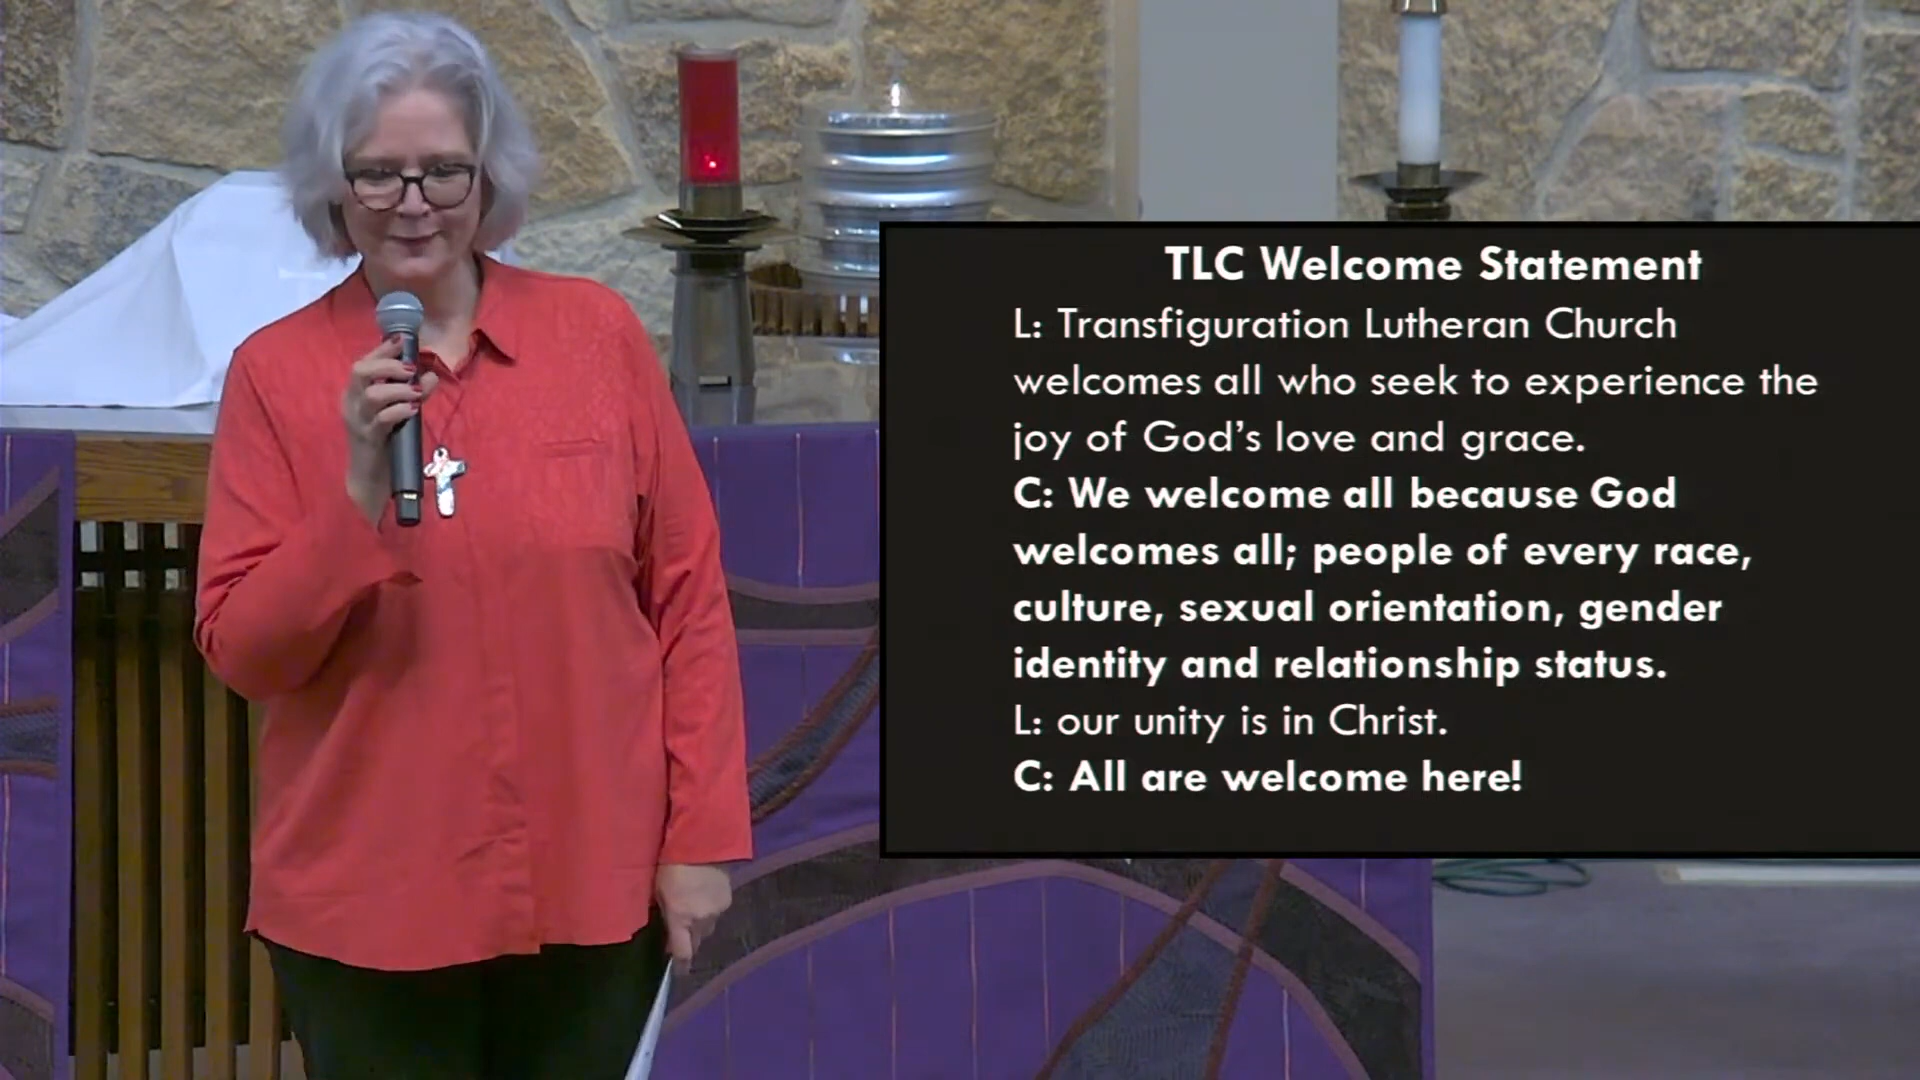 TLC Welcome Statement
L: Transfiguration Lutheran Church
welcomes all who seek to experience the
joy of God’s love and grace.
C: We welcome all because God
welcomes all; people of every race,
culture, sexual orientation, gender
identity and relationship status.
L: our unity is in Christ.
C: All are welcome here!